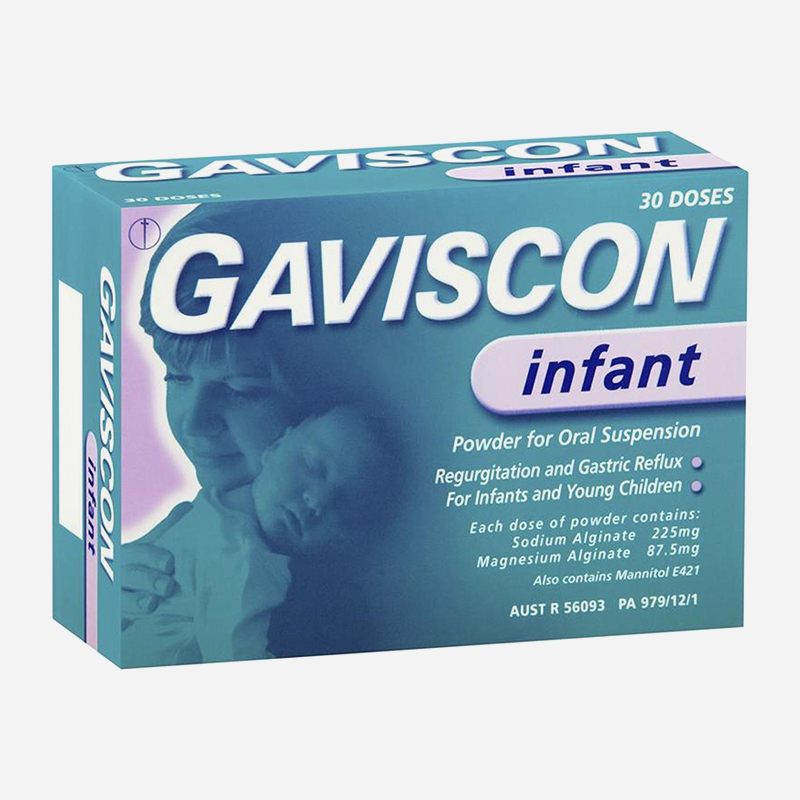 GAVISCON
infant
30 DOSES
30 DOSES
GAVISCON
infant
Powder for Oral Suspension
Regurgitation and Gastric Reflux
For Infants and Young Children
Each dose of powder contains:
Sodium Alginate 225mg
Magnesium Alginate 87.5mg
Also contains Mannitol E421
AUST R 56093 PA 979/12/1
GAVISCON
infant